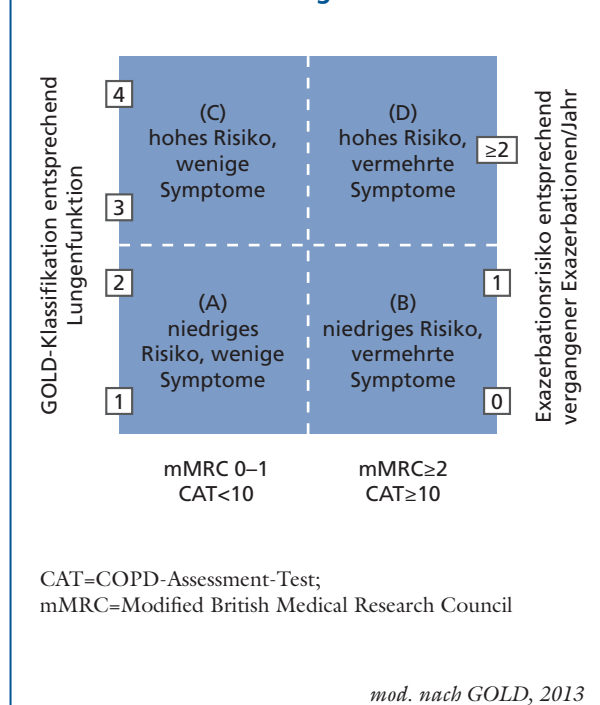 GOLD-Klassifikation entsprechend
Lungenfunktion
4
3
2
1
(C)
hohes Risiko,
wenige
Symptome
(D)
hohes Risiko,
vermehrte
Symptome
(A)
niedriges
Risiko, wenige
Symptome
(B)
niedriges Risiko,
vermehrte
Symptome
≥2
1
0
Exazerbationsrisiko entsprechend
vergangener Exazerbationen/Jahr
mMRC 0–1
CAT<10
mMRC≥2
CAT≥10
CAT=COPD-Assessment-Test;
mMRC=Modified British Medical Research Council
mod. nach GOLD, 2013